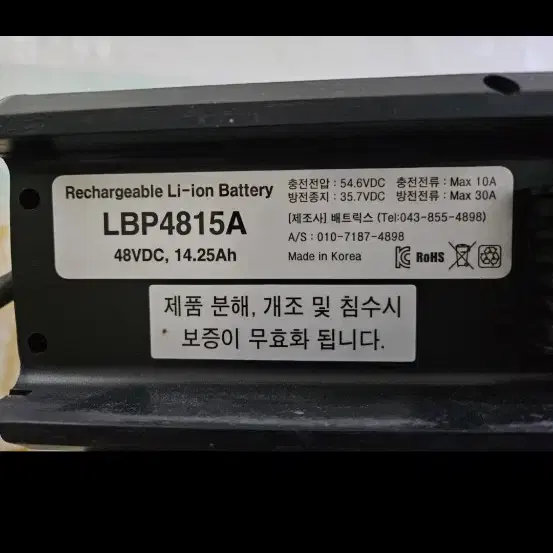 Rechargeable Li-ion Battery
LBP4815A
48VDC, 14.25Ah
충전전압 : 54.6VDC 충전전류 : Max 10A
방전종지 : 35.7VDC 방전전류 : Max 30A
[제조사] 배트릭스 (Tel:043-855-4898)
A/S : 010-7187-4898
Made in Korea
RoHS
제품 분해, 개조 및 침수시
보증이 무효화 됩니다.